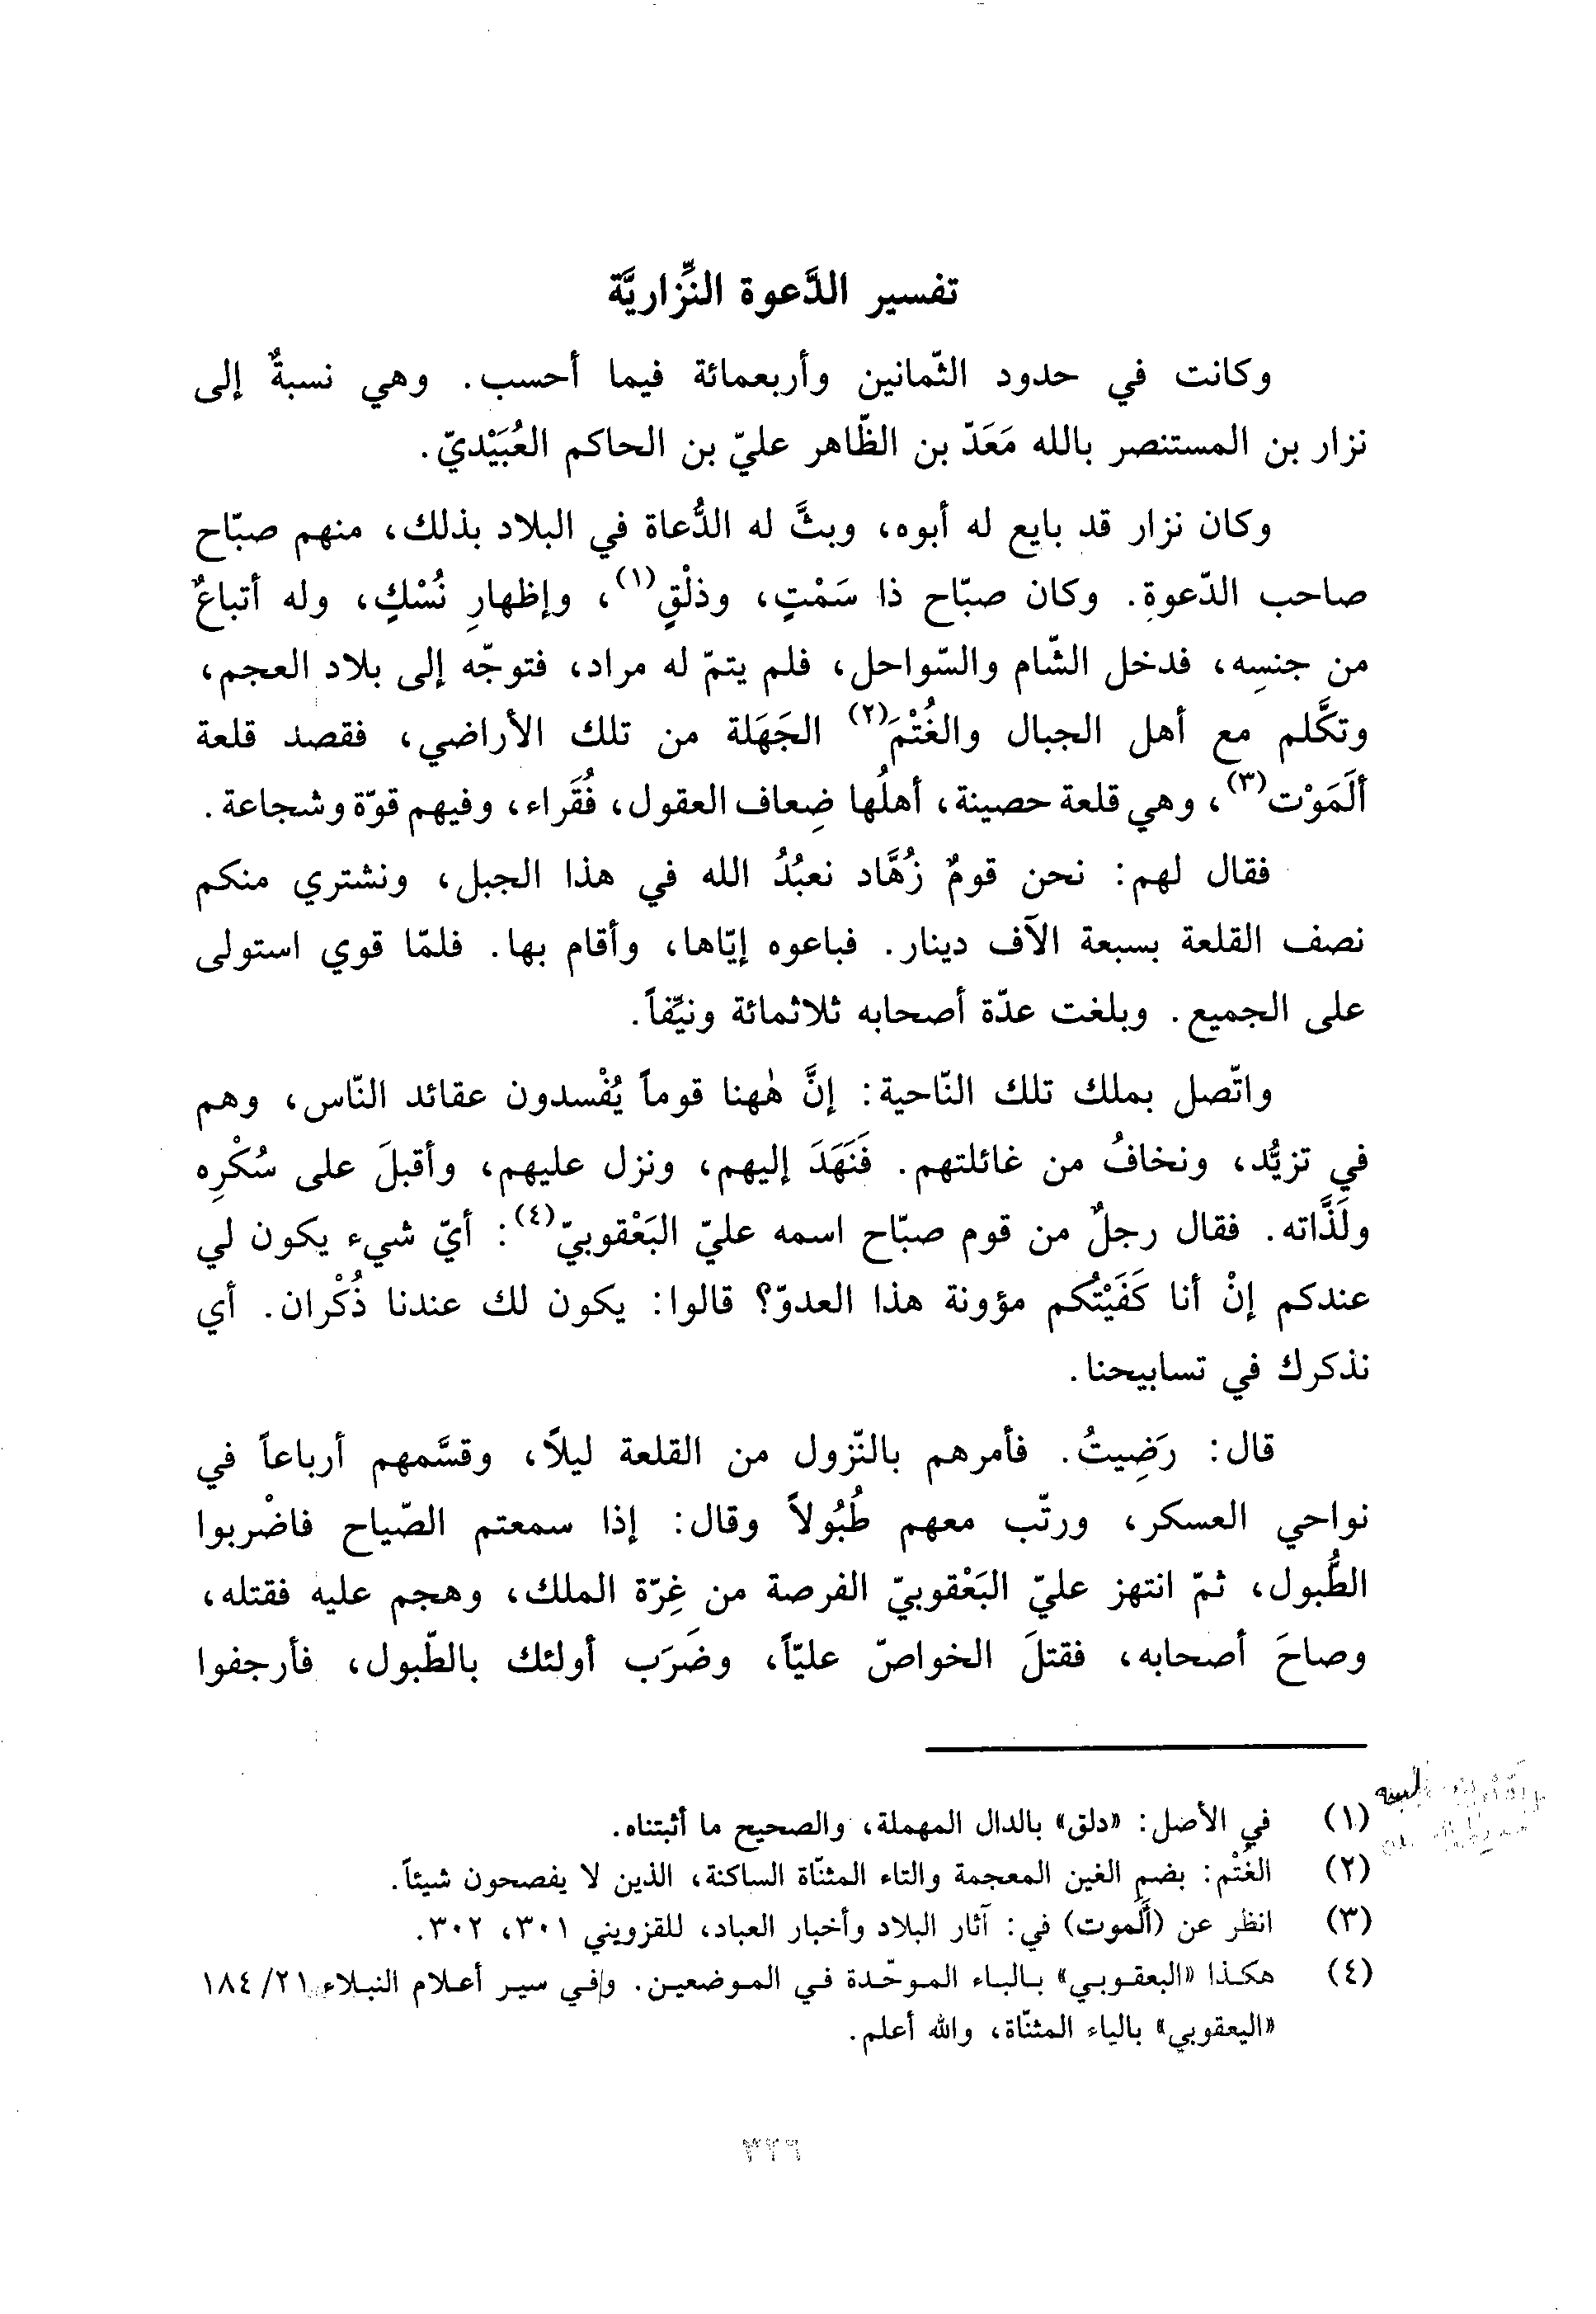 تفسير الدَّعوة النِّزاريَّة
وكانت في حدود الثّمانين وأربعمائة فيما أحسب. وهي نسبةٌ إلى
نزار بن المستنصر بالله مَعَدّ بن الظّاهر عليّ بن الحاكم العُبَيْديّ.
وكان نزار قد بايع له أبوه، وبثَّ له الدُّعاة في البلاد بذلك، منهم صبّاح
صاحب الدّعوة. وكان صبّاح ذا سَمْتٍ، وذلْقٍ(١)، وإظهارِ نُسْكٍ، وله أتباعٌ
من جنسِه، فدخل الشّام والسّواحل، فلم يتمّ له مراد، فتوجّه إلى بلاد العجم،
وتكَّلم مع أهل الجبال والغُتْمَ(٢) الجَهَلة من تلك الأراضي، فقصد قلعة
ألَمَوْت(٣)، وهي قلعة حصينة، أهلُها ضِعاف العقول، فُقَراء، وفيهم قوّة وشجاعة.
فقال لهم: نحن قومٌ زُهَّاد نعبُدُ الله في هذا الجبل، ونشتري منكم
نصف القلعة بسبعة الآف دينار. فباعوه إيّاها، وأقام بها. فلمّا قوي استولى
على الجميع. وبلغت عدّة أصحابه ثلاثمائة ونيِّفاً.
واتّصل بملك تلك النّاحية: إنَّ هٰهنا قوماً يُفْسدون عقائد النّاس، وهم
في تزيُّد، ونخافُ من غائلتهم. فَنَهَدَ إليهم، ونزل عليهم، وأقبلَ على سُكْرِه
ولَذَّاته. فقال رجلٌ من قوم صبّاح اسمه عليّ البَعْقوبيّ(٤): أيّ شيء يكون لي
عندكم إنْ أنا كَفَيْتُكم مؤونة هذا العدوّ؟ قالوا: يكون لك عندنا ذُكْران. أي
نذكرك في تسابيحنا.
قال: رَضِيتُ. فأمرهم بالنّزول من القلعة ليلاً، وقسَّمهم أرباعاً في
نواحي العسكر، ورتّب معهم طُبُولاً وقال: إذا سمعتم الصّياح فاضْربوا
الطُّبول، ثمّ انتهز عليّ البَعْقوبيّ الفرصة من غِرّة الملك، وهجم عليه فقتله،
وصاحَ أصحابه، فقتلَ الخواصّ عليّاً، وضَرَب أولئك بالطّبول، فأرجفوا
(١) في الأصل: «دلق» بالدال المهملة، والصحيح ما أثبتناه.
(٢) الغُتْم: بضم الغين المعجمة والتاء المثنّاة الساكنة، الذين لا يفصحون شيئاً.
(٣) انظر عن (ألَموت) في: آثار البلاد وأخبار العباد، للقزويني ٣٠١، ٣٠٢.
(٤) هكذا «البعقوبي» بالباء الموحّدة في الموضعين. وفي سير أعلام النبلاء ٢١/ ١٨٤
«اليعقوبي» بالياء المثنّاة، والله أعلم.
٣٢٦